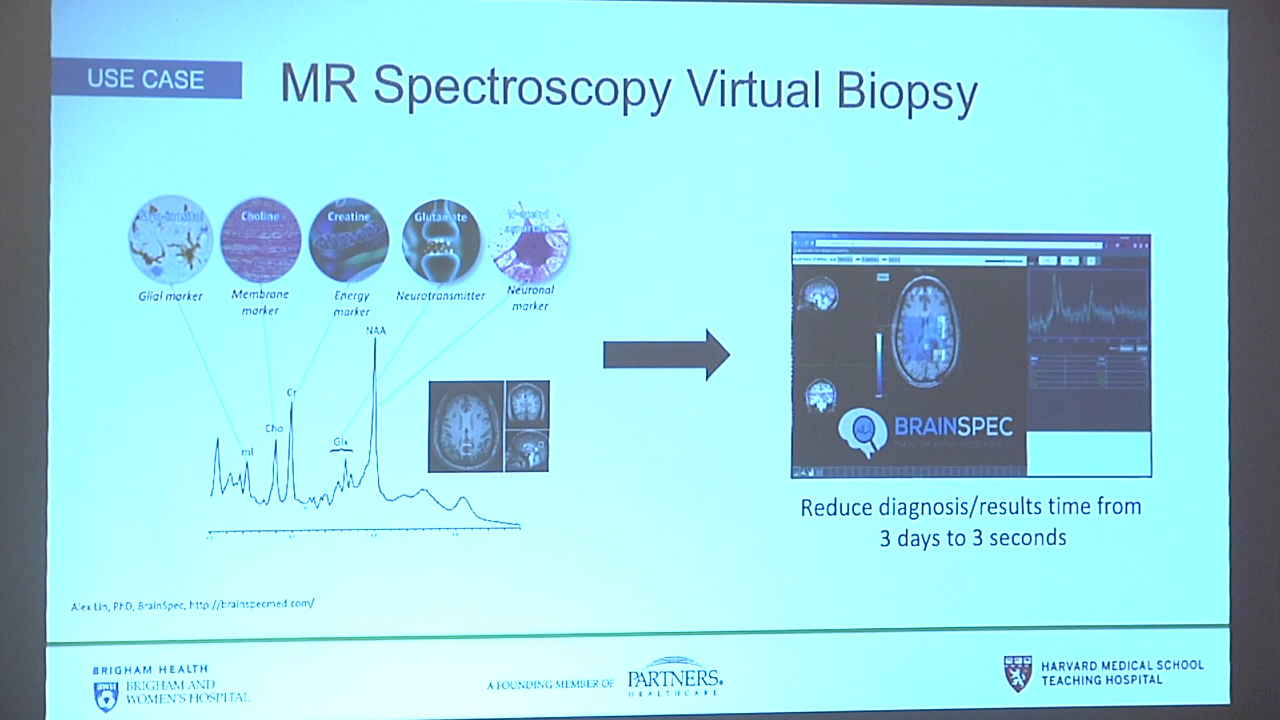 USE CASE
MR Spectroscopy Virtual Biopsy
Choline
Creatine
Glutamate
Glial marker
Membrane
marker
Energy
marker
Neurotransmitter
Neuronal
marker
NAA
Cr
Cho
Glx
mI
BRAINSPEC
Reduce diagnosis/results time from
3 days to 3 seconds
Alex Lin, PhD, BrainSpec, http://brainspecmed.com/
BRIGHAM HEALTH
BRIGHAM AND
WOMEN'S HOSPITAL
A FOUNDING MEMBER OF
PARTNERS.
HEALTHCARE
HARVARD MEDICAL SCHOOL
TEACHING HOSPITAL